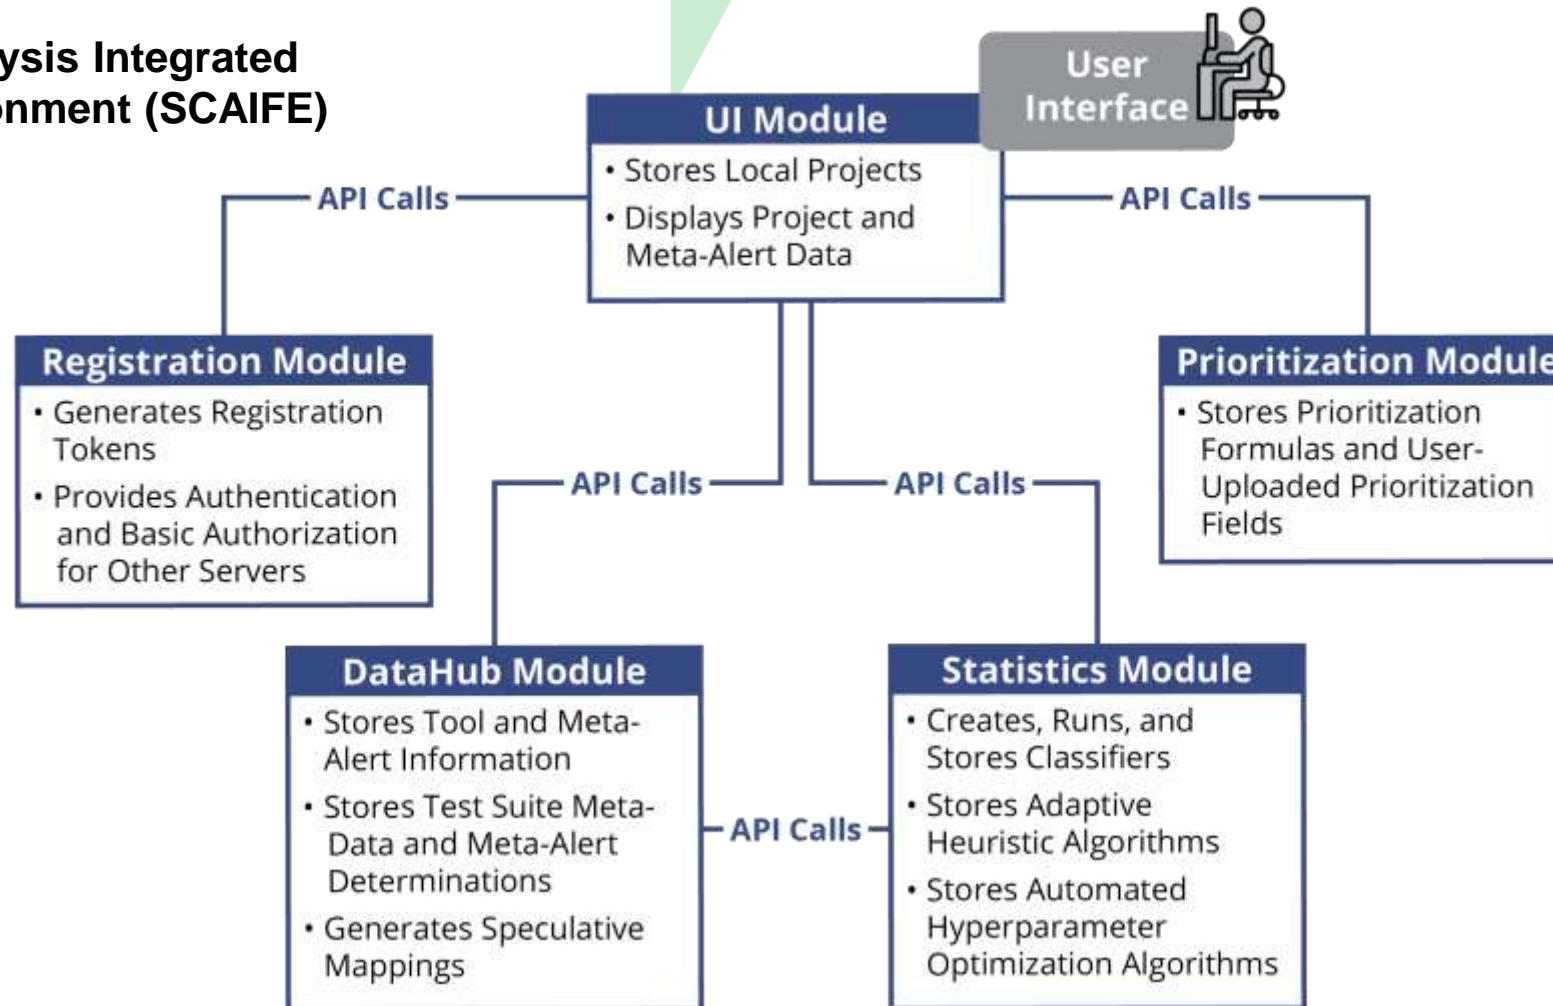 ysis Integrated
onment (SCAIFE)
User
Interface
UI Module
• Stores Local Projects
• Displays Project and
Meta-Alert Data
API Calls
API Calls
Registration Module
• Generates Registration
Tokens
• Provides Authentication
and Basic Authorization
for Other Servers
Prioritization Module
• Stores Prioritization
Formulas and User-
Uploaded Prioritization
Fields
API Calls
API Calls
DataHub Module
• Stores Tool and Meta-
Alert Information
• Stores Test Suite Meta-
Data and Meta-Alert
Determinations
• Generates Speculative
Mappings
API Calls
Statistics Module
• Creates, Runs, and
Stores Classifiers
• Stores Adaptive
Heuristic Algorithms
• Stores Automated
Hyperparameter
Optimization Algorithms